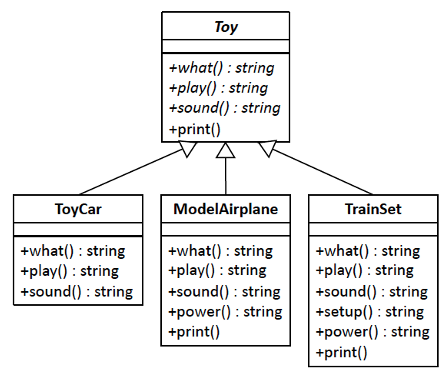 Toy
+what() : string
+play() : string
+sound() : string
+print()
ToyCar
+what() : string
+play() : string
+sound() : string
ModelAirplane
+what() : string
+play() : string
+sound() : string
+power() : string
+print()
TrainSet
+what() : string
+play() : string
+sound() : string
+setup() : string
+power() : string
+print()